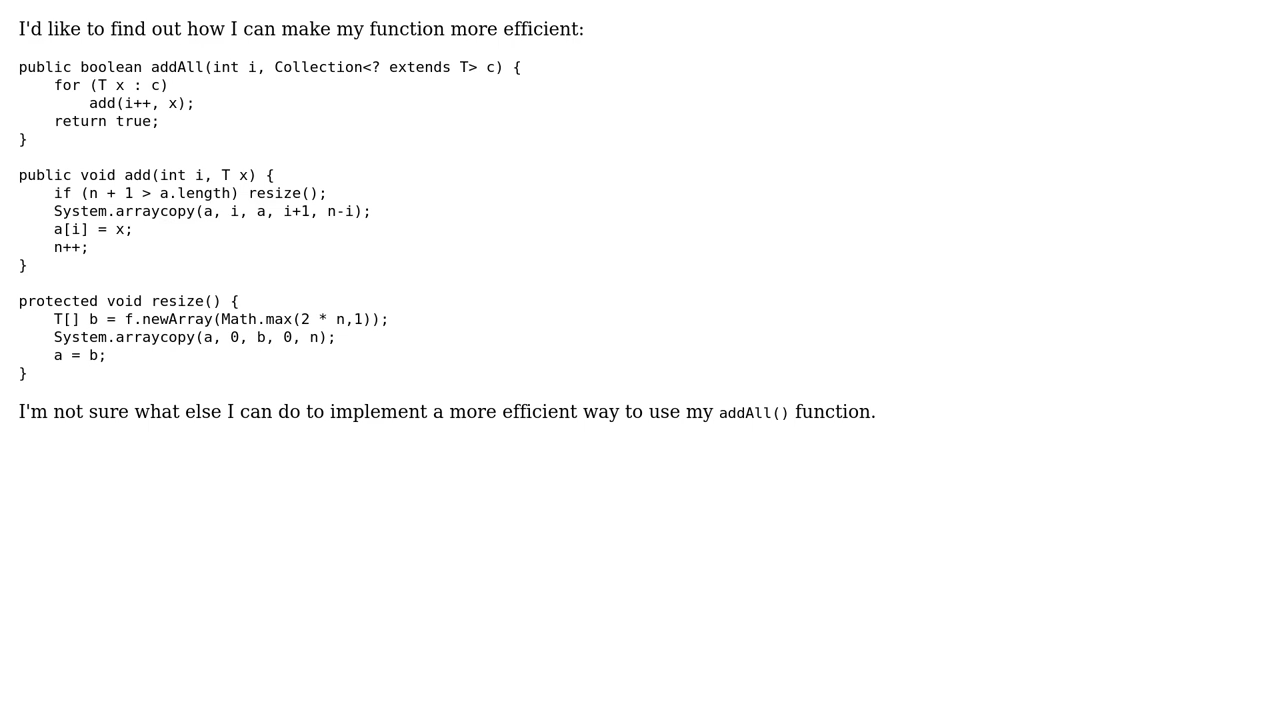 I'd like to find out how I can make my function more efficient:
public boolean addAll(int i, Collection<? extends T> c) {
    for (T x : c)
        add(i++, x);
    return true;
}
public void add(int i, T x) {
    if (n + 1 > a.length) resize();
    System.arraycopy(a, i, a, i+1, n-i);
    a[i] = x;
    n++;
}
protected void resize() {
    T[] b = f.newArray(Math.max(2 * n,1));
    System.arraycopy(a, 0, b, 0, n);
    a = b;
}
I'm not sure what else I can do to implement a more efficient way to use my addAll() function.